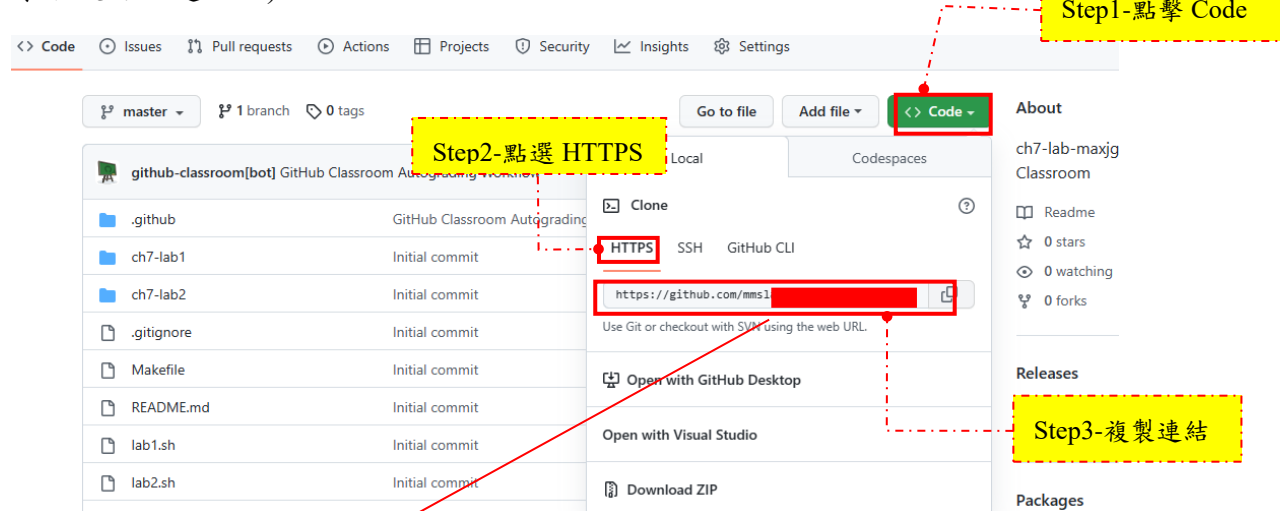 Step1-點擊 Code
Code Issues Pull requests Actions Projects Security Insights Settings
master 1 branch 0 tags Go to file Add file Code About
Step2-點選 HTTPS
Local Codespaces
ch7-lab-maxjg
Classroom
github-classroom[bot] GitHub Classroom Autograding
Clone
Readme
.github GitHub Classroom Autograding
HTTPS SSH GitHub CLI
0 stars
ch7-lab1 Initial commit
0 watching
ch7-lab2 Initial commit
https://github.com/mmsl
0 forks
.gitignore Initial commit
Use Git or checkout with SVN using the web URL.
Makefile Initial commit
Open with GitHub Desktop
Releases
README.md Initial commit
Step3-複製連結
lab1.sh Initial commit
Open with Visual Studio
lab2.sh Initial commit
Download ZIP
Packages